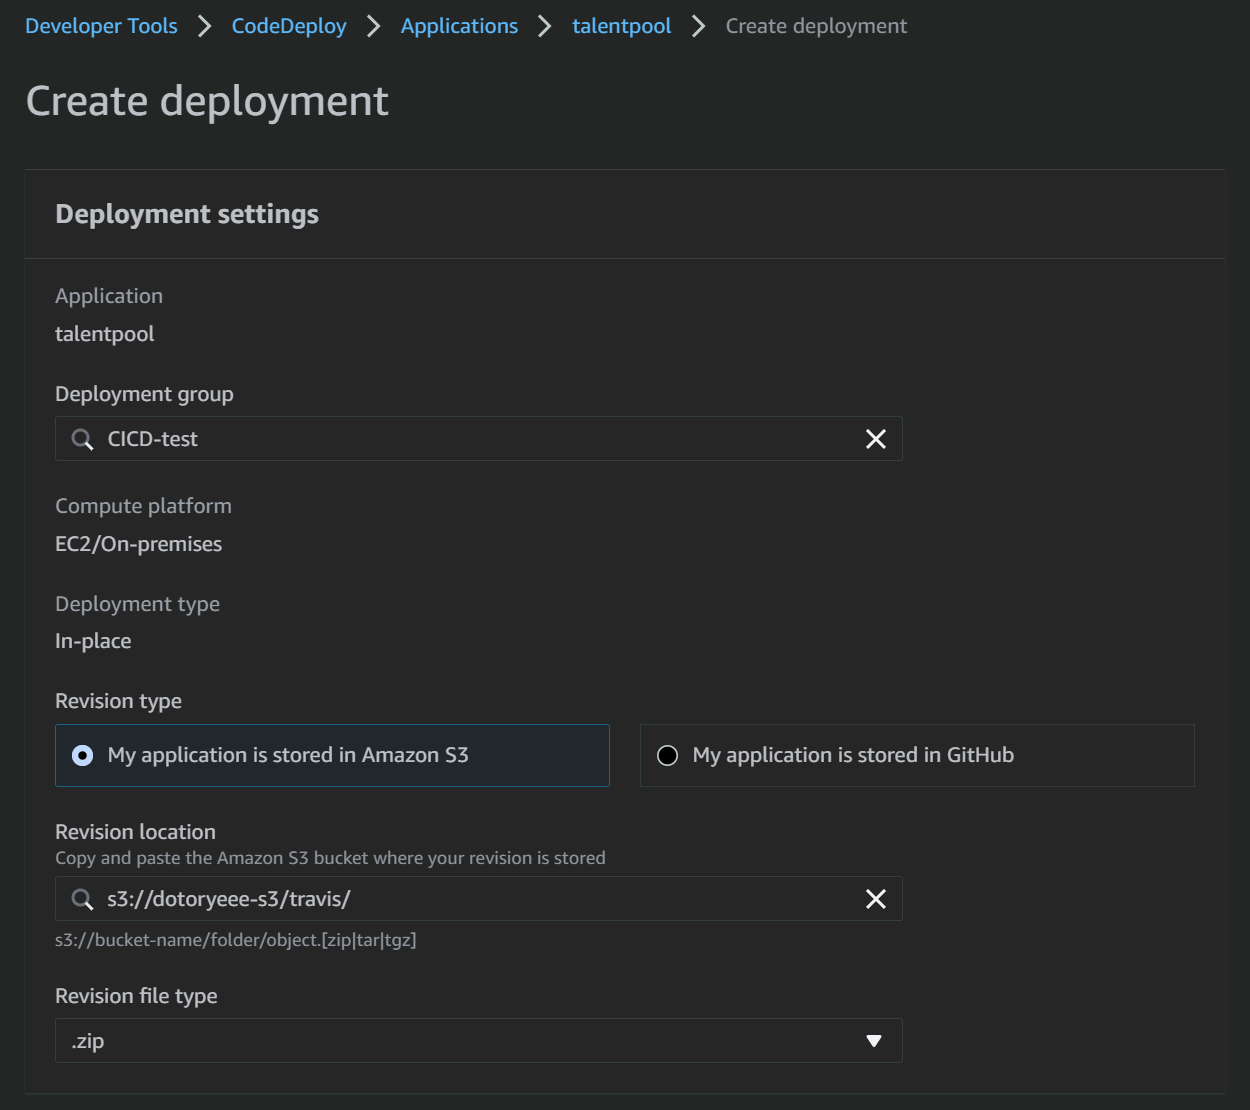 Developer Tools > CodeDeploy > Applications > talentpool > Create deployment
Create deployment
Deployment settings
Application
talentpool
Deployment group
CICD-test
Compute platform
EC2/On-premises
Deployment type
In-place
Revision type
My application is stored in Amazon S3
My application is stored in GitHub
Revision location
Copy and paste the Amazon S3 bucket where your revision is stored
s3://dotoryeee-s3/travis/
s3://bucket-name/folder/object.[zip|tar|tgz]
Revision file type
.zip